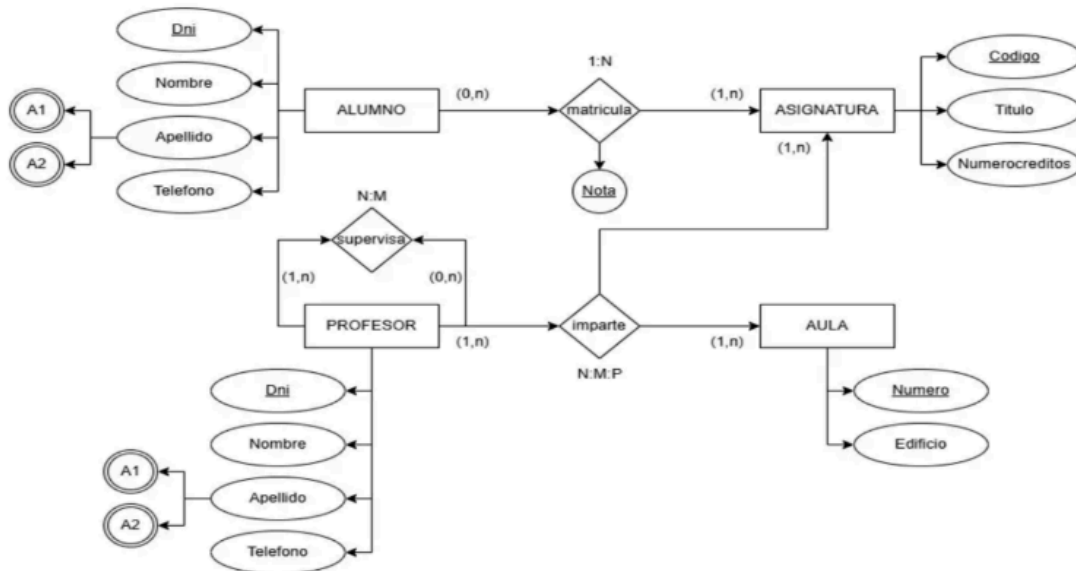 Dni
Nombre
Apellido
Telefono
A1
A2
ALUMNO
(0,n)
1:N
matricula
Nota
(1,n)
ASIGNATURA
(1,n)
Codigo
Titulo
Numerocreditos
N:M
supervisa
(1,n)
(0,n)
PROFESOR
(1,n)
imparte
N:M:P
(1,n)
AULA
Numero
Edificio
Dni
Nombre
Apellido
Telefono
A1
A2